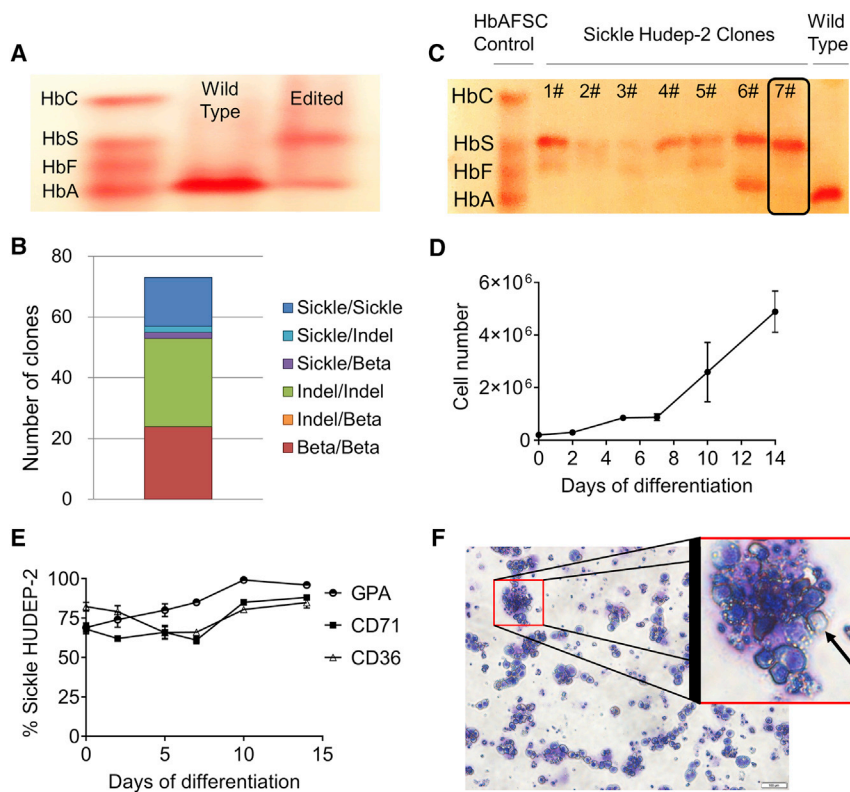 A
HbC
HbS
HbF
HbA
Wild
Type
Edited
C
HbAFSC
Control
Sickle Hudep-2 Clones
Wild
Type
HbC
HbS
HbF
HbA
1# 2# 3# 4# 5# 6# 7#
B
Number of clones
80
60
40
20
0
Sickle/Sickle
Sickle/Indel
Sickle/Beta
Indel/Indel
Indel/Beta
Beta/Beta
D
Cell number
6×10⁶
4×10⁶
2×10⁶
0
0 2 4 6 8 10 12 14
Days of differentiation
E
% Sickle HUDEP-2
100
75
50
25
0
0 5 10 15
Days of differentiation
GPA
CD71
CD36
F